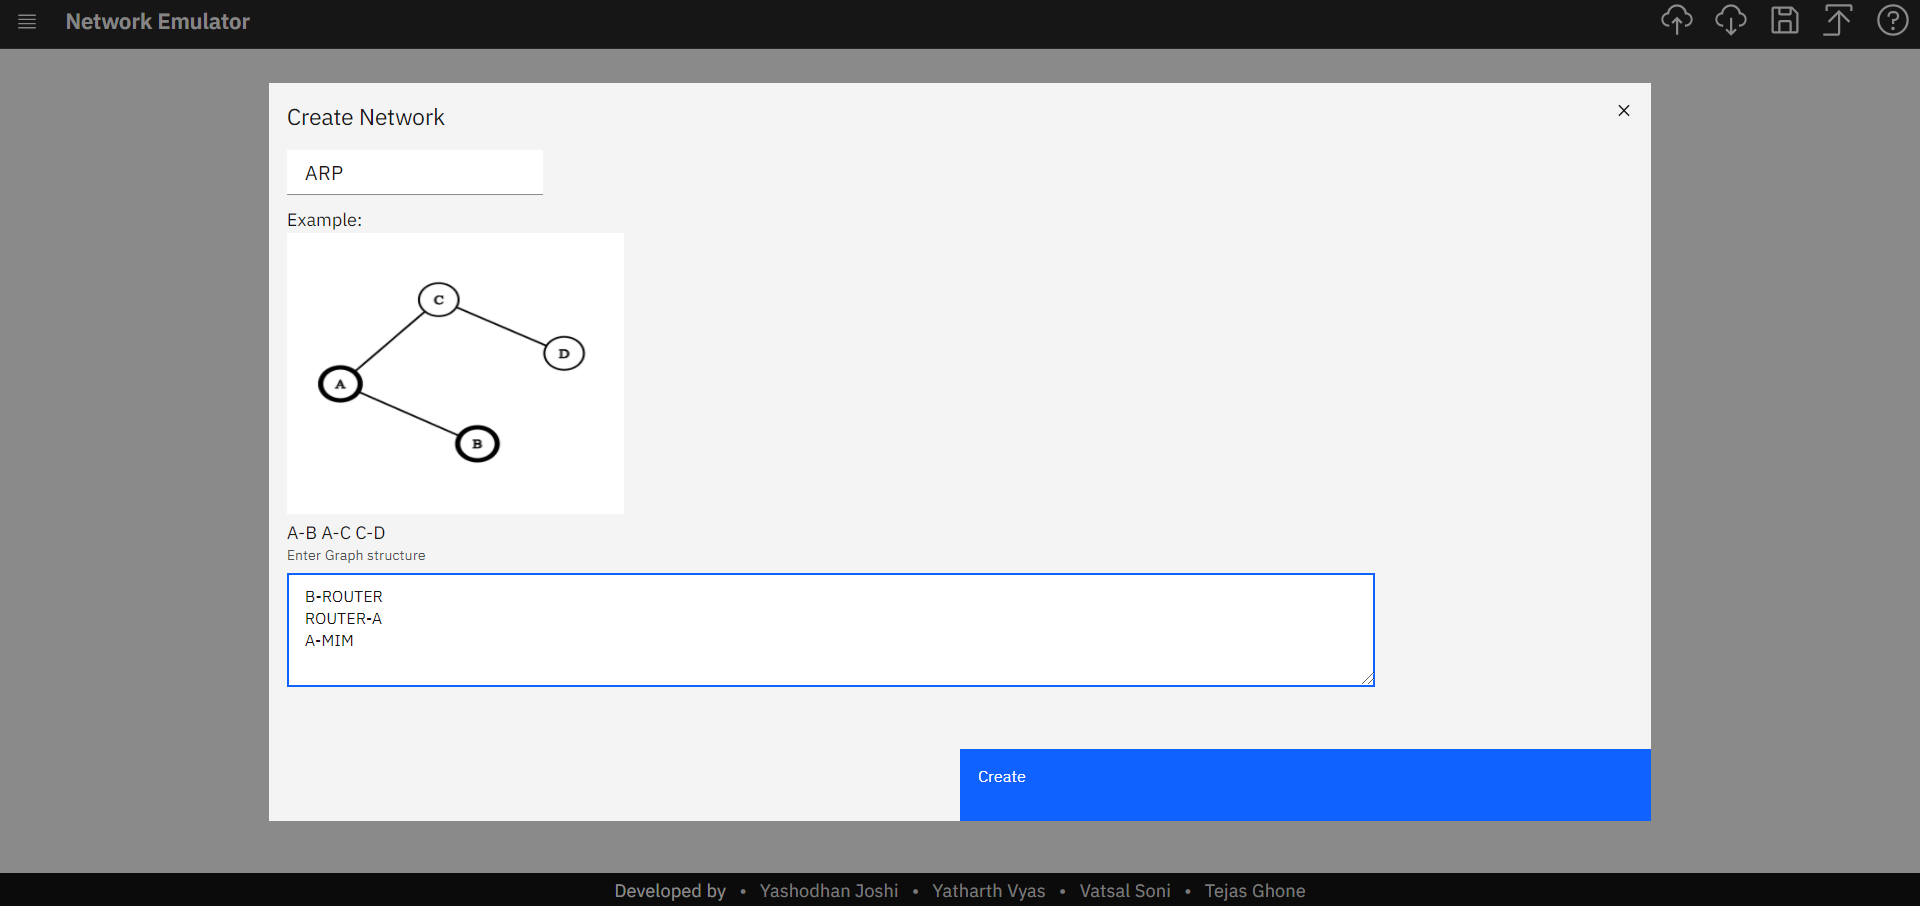 Network Emulator
Create Network
ARP
Example:
C
D
A
B
A-B A-C C-D
Enter Graph structure
B-ROUTER
ROUTER-A
A-MIM
Create
Developed by • Yashodhan Joshi • Yatharth Vyas • Vatsal Soni • Tejas Ghone